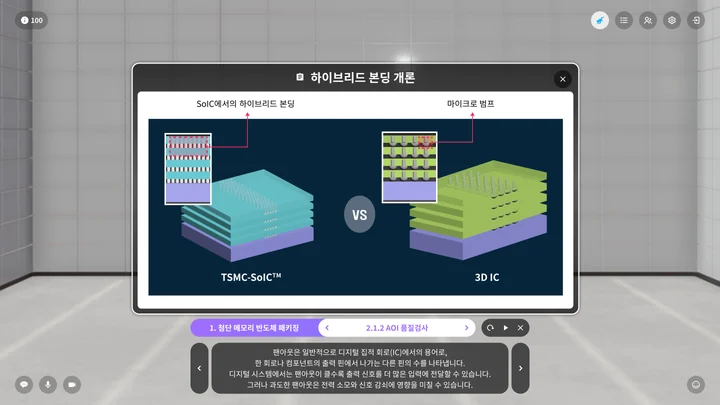 100
하이브리드 본딩 개론
SoIC에서의 하이브리드 본딩
마이크로 범프
VS
TSMC-SoIC™
3D IC
1. 첨단 메모리 반도체 패키징
2.1.2 AOI 품질검사
팬아웃은 일반적으로 디지털 집적 회로(IC)에서의 용어로,
한 회로나 컴포넌트의 출력 핀에서 나가는 다른 핀의 수를 나타냅니다.
디지털 시스템에서는 팬아웃이 클수록 출력 신호를 더 많은 입력에 전달할 수 있습니다.
그러나 과도한 팬아웃은 전력 소모와 신호 감쇠에 영향을 미칠 수 있습니다.